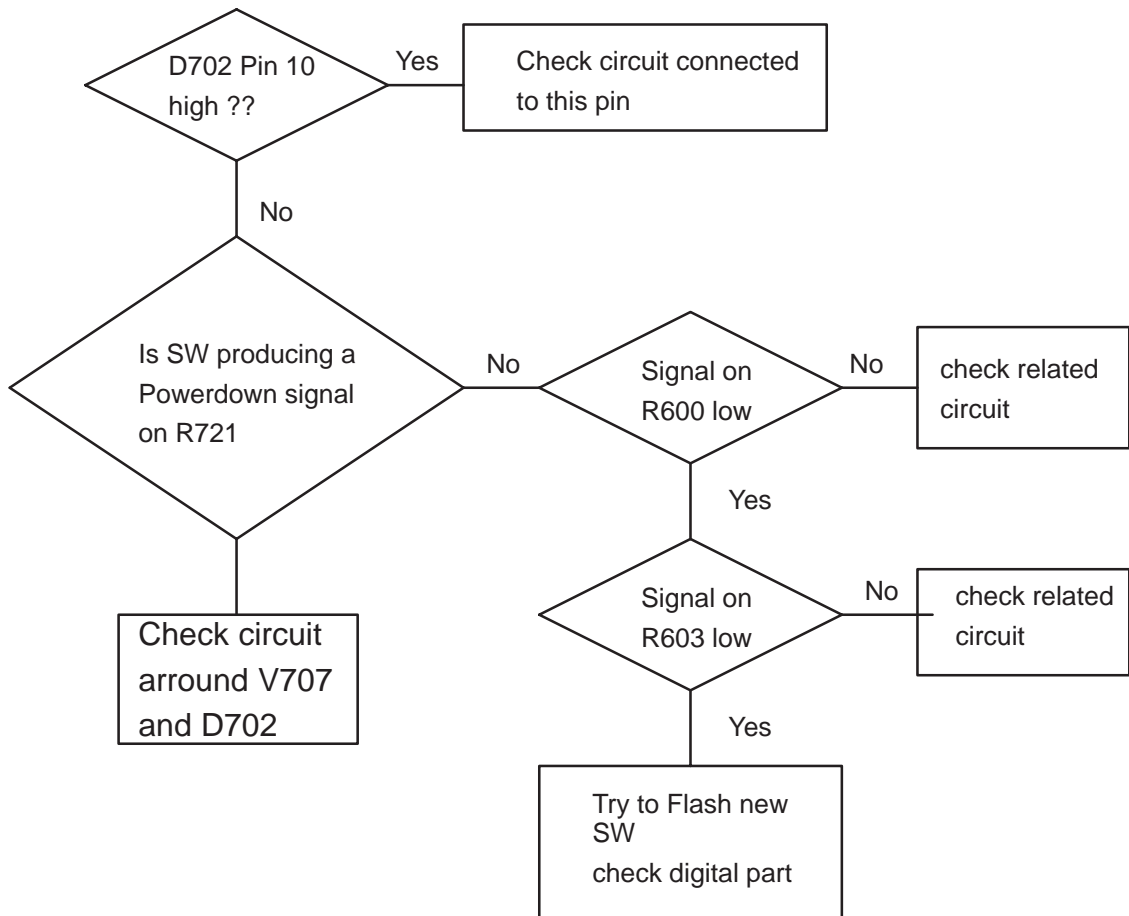 D702 Pin 10
high ??
Yes
Check circuit connected
to this pin
No
Is SW producing a
Powerdown signal
on R721
No
Signal on
R600 low
No
check related
circuit
Yes
Signal on
R603 low
No
check related
circuit
Check circuit
arround V707
and D702
Yes
Try to Flash new
SW
check digital part